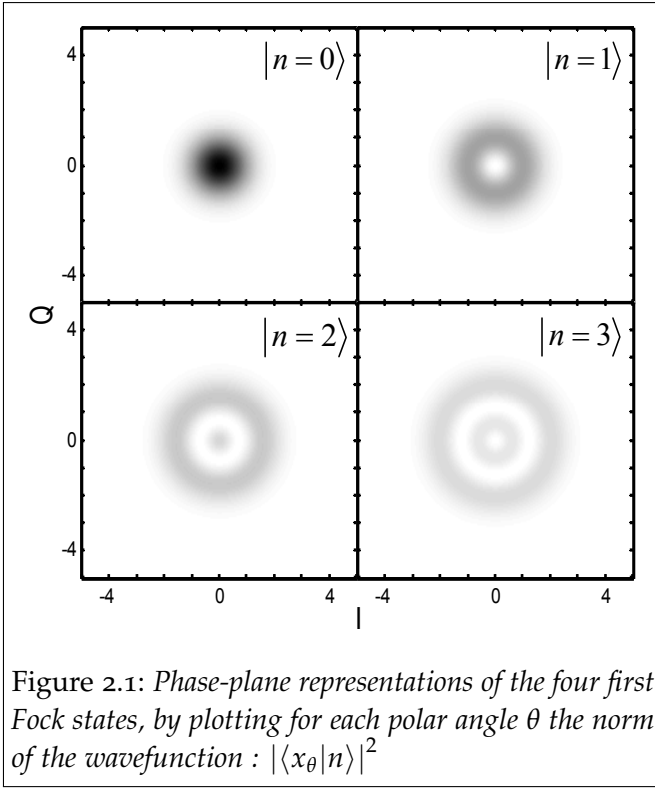 4
|n = 0⟩
|n = 1⟩
0
-4
Q
4
|n = 2⟩
|n = 3⟩
0
-4
-4 0 4 -4 0 4
I
Figure 2.1: Phase-plane representations of the four first
Fock states, by plotting for each polar angle θ the norm
of the wavefunction : |⟨xθ|n⟩|²